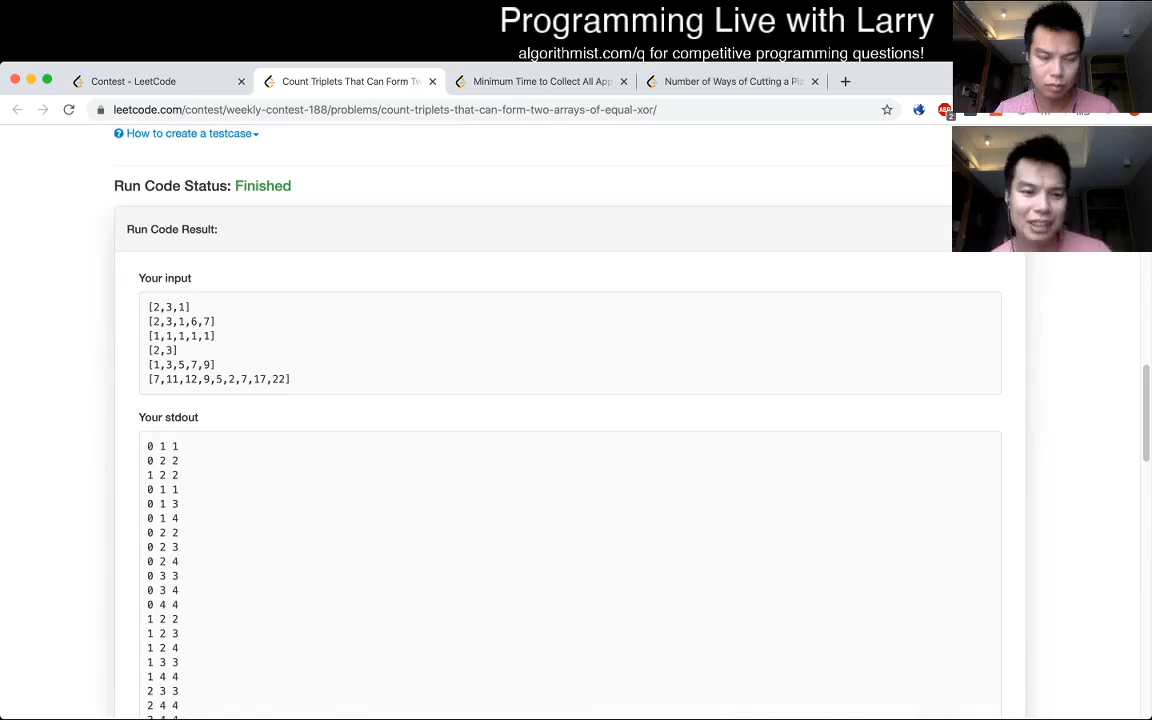 Programming Live with Larry
algorithmist.com/q for competitive programming questions!
Contest - LeetCode
Count Triplets That Can Form Tw
Minimum Time to Collect All App
Number of Ways of Cutting a Piz
leetcode.com/contest/weekly-contest-188/problems/count-triplets-that-can-form-two-arrays-of-equal-xor/
How to create a testcase
Run Code Status: Finished
Run Code Result:
Your input
[2,3,1]
[2,3,1,6,7]
[1,1,1,1,1]
[2,3]
[1,3,5,7,9]
[7,11,12,9,5,2,7,17,22]
Your stdout
0 1 1
0 2 2
1 2 2
0 1 1
0 1 3
0 1 4
0 2 2
0 2 3
0 2 4
0 3 3
0 3 4
0 4 4
1 2 2
1 2 3
1 2 4
1 3 3
1 4 4
2 3 3
2 4 4